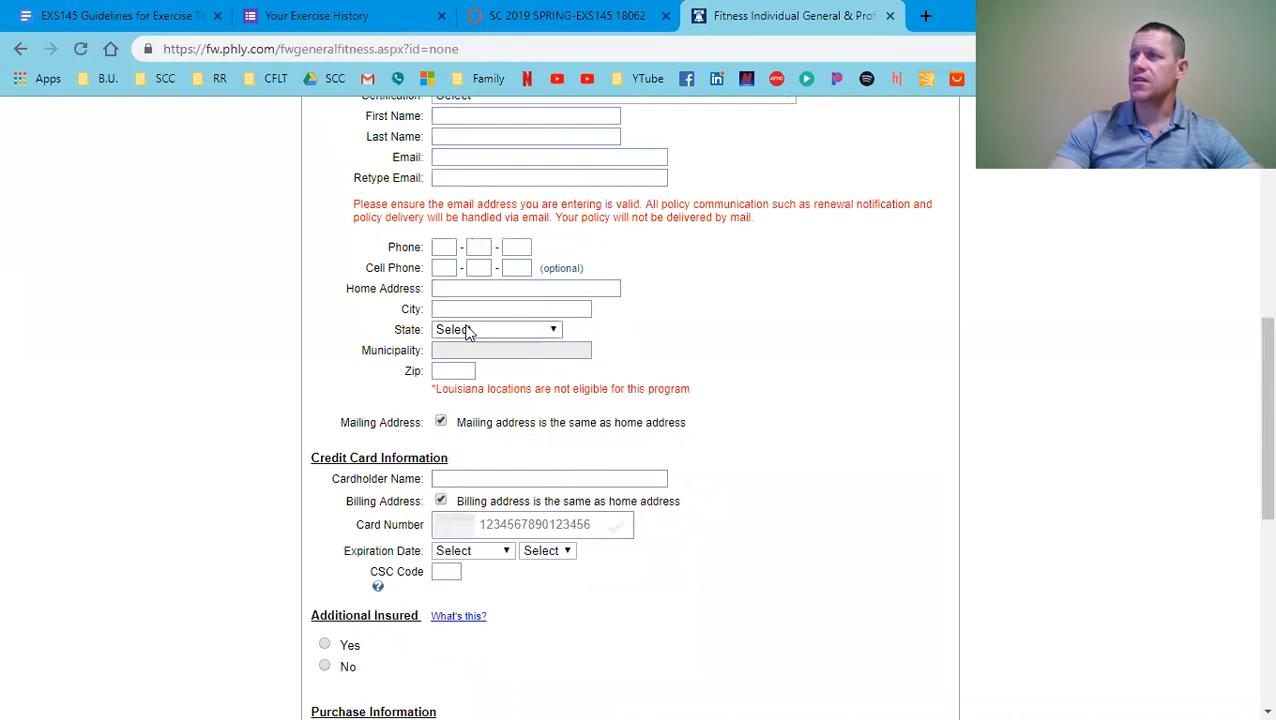 EXS145 Guidelines for Exercise Te
Your Exercise History
SC 2019 SPRING-EXS145 18062
Fitness Individual General & Prof
https://fw.phly.com/fwgeneralfitness.aspx?id=none
Apps B.U. SCC RR CFLT SCC Family YTube
Certification: Select
First Name:
Last Name:
Email:
Retype Email:
Please ensure the email address you are entering is valid. All policy communication such as renewal notification and
policy delivery will be handled via email. Your policy will not be delivered by mail.
Phone: - -
Cell Phone: - - (optional)
Home Address:
City:
State: Select
Municipality:
Zip:
*Louisiana locations are not eligible for this program
Mailing Address: Mailing address is the same as home address
Credit Card Information
Cardholder Name:
Billing Address: Billing address is the same as home address
Card Number 1234567890123456
Expiration Date: Select Select
CSC Code
Additional Insured What's this?
Yes
No
Purchase Information